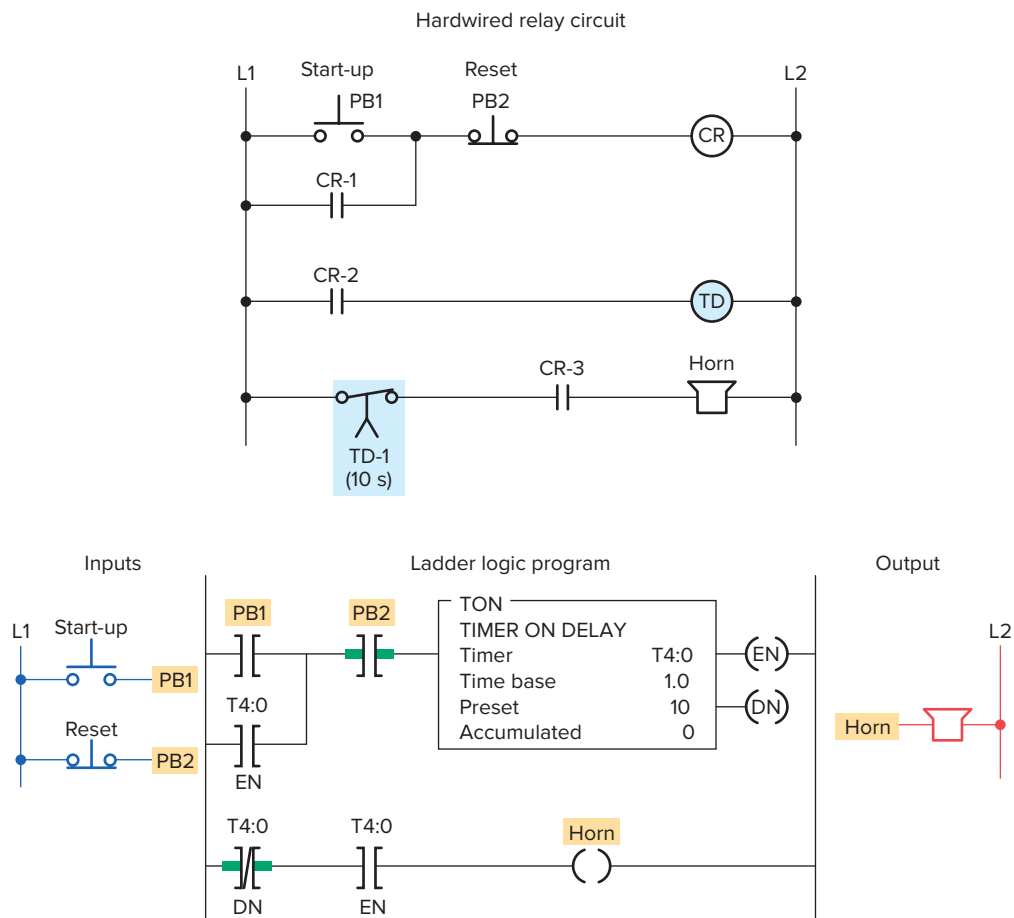 Hardwired relay circuit
L1
Start-up
Reset
L2
PB1
PB2
CR
CR-1
CR-2
TD
CR-3
Horn
TD-1
(10 s)
Inputs
Ladder logic program
Output
L1
Start-up
PB1
Reset
PB2
PB1
PB2
T4:0
EN
TON
TIMER ON DELAY
Timer T4:0
Time base 1.0
Preset 10
Accumulated 0
EN
DN
T4:0
DN
T4:0
EN
Horn
L2
Horn